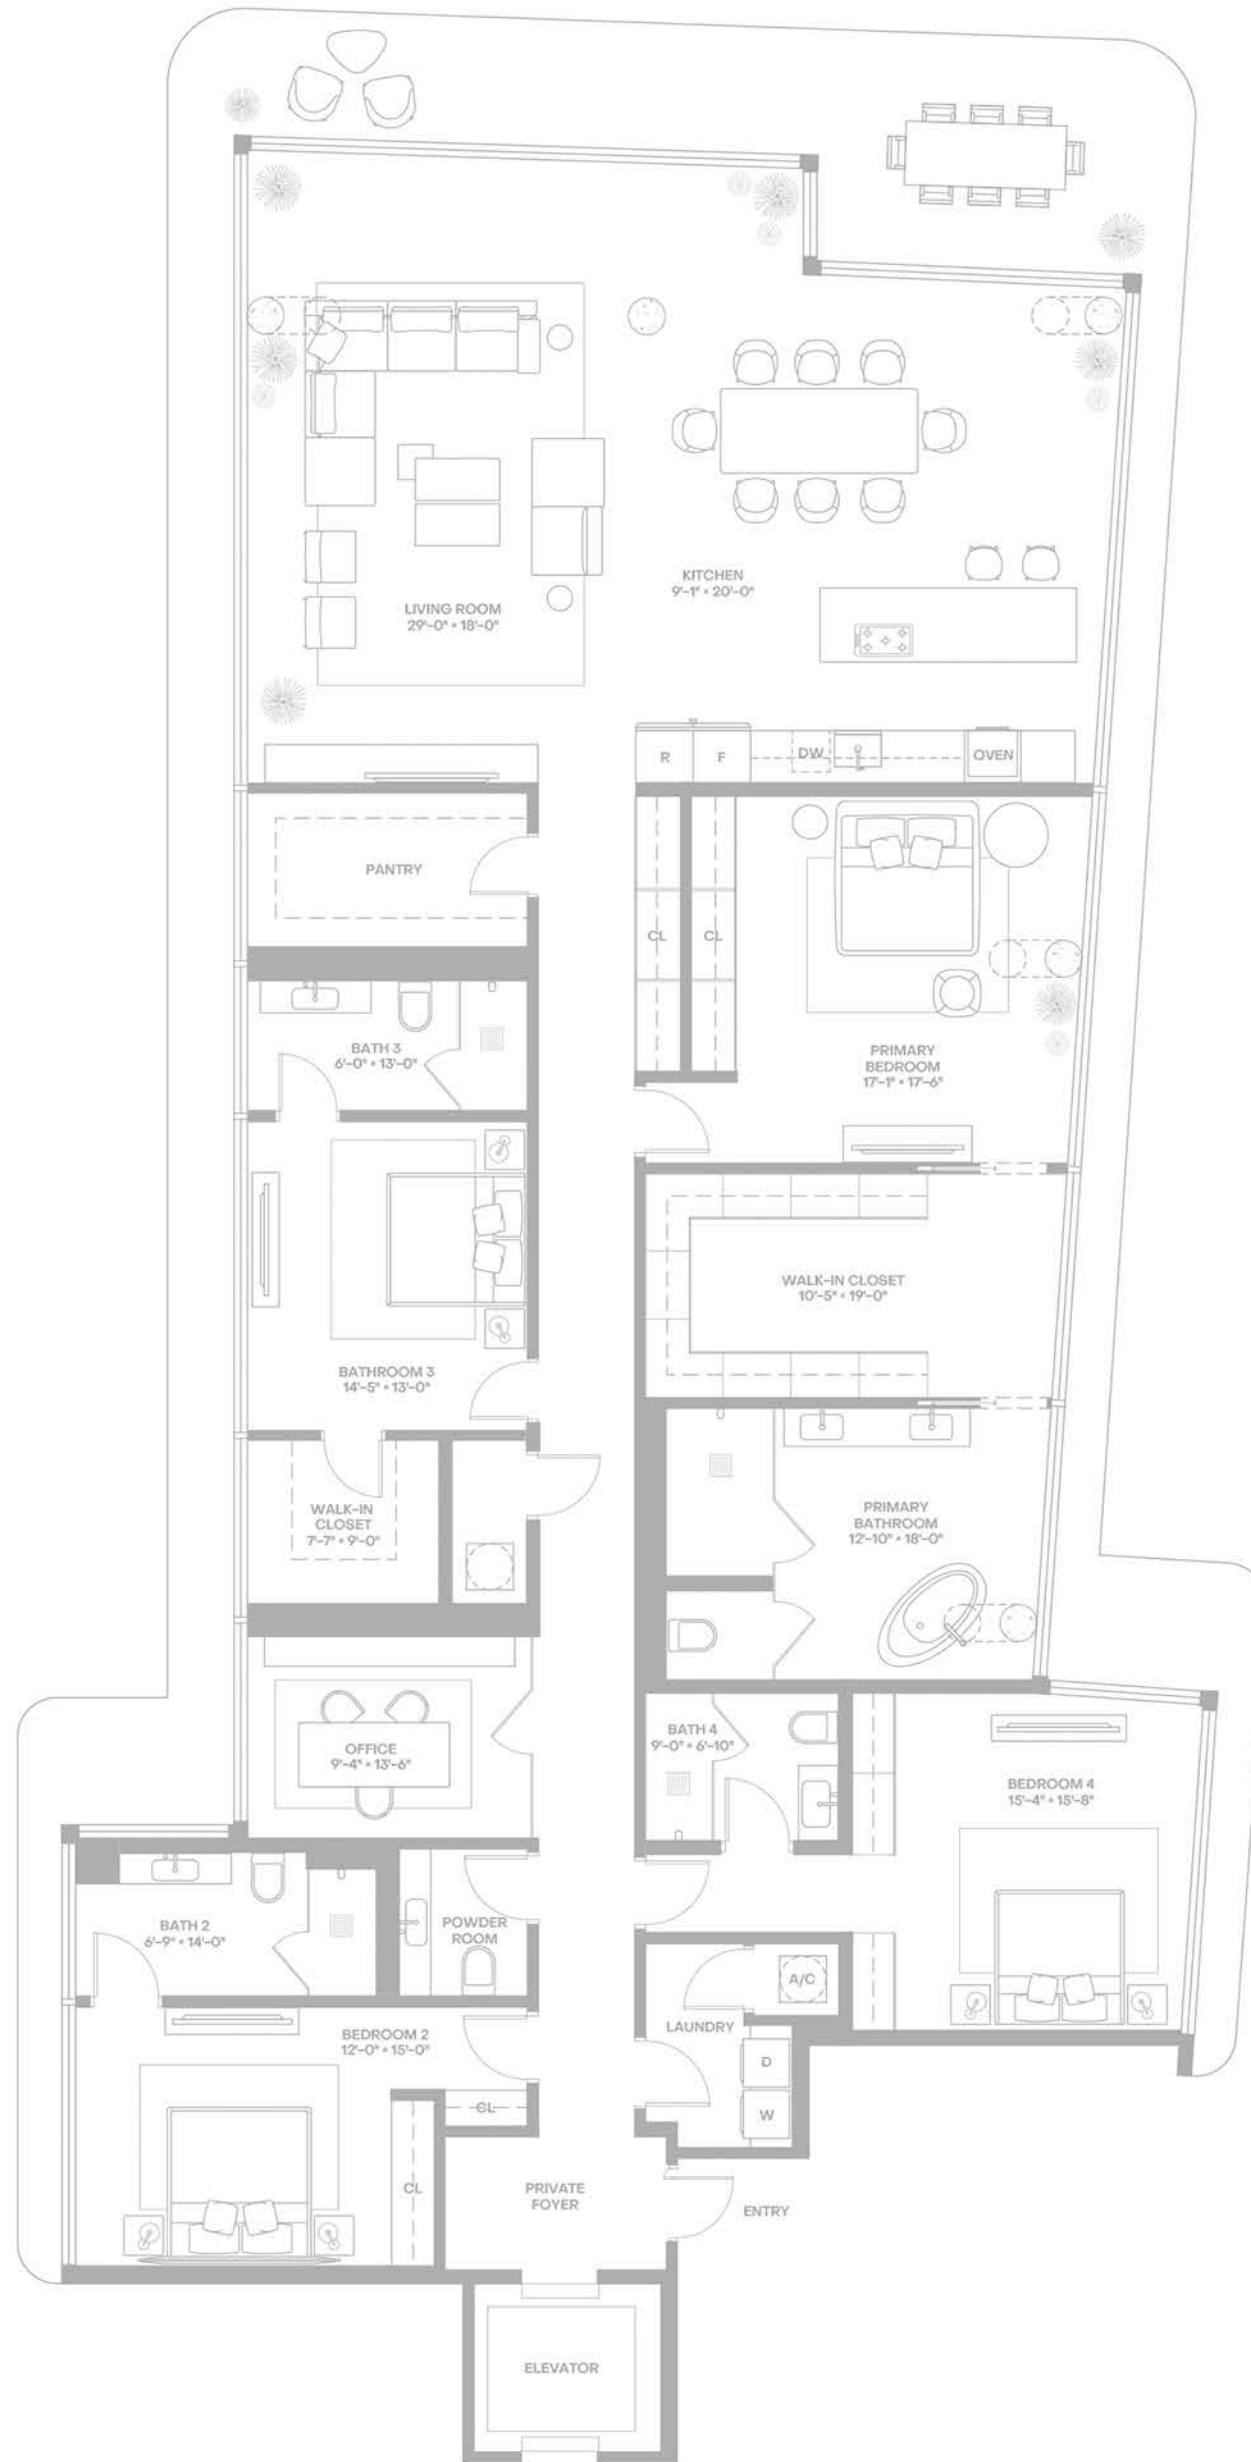 KITCHEN
9'-1" × 20'-0"
LIVING ROOM
29'-0" × 18'-0"
R
F
DW
OVEN
PANTRY
CL
CL
BATH 3
6'-0" × 13'-0"
PRIMARY
BEDROOM
17'-1" × 17'-6"
WALK-IN CLOSET
10'-5" × 19'-0"
BATHROOM 3
14'-5" × 13'-0"
WALK-IN
CLOSET
7'-7" × 9'-0"
PRIMARY
BATHROOM
12'-10" × 18'-0"
OFFICE
9'-4" × 13'-6"
BATH 4
9'-0" × 6'-10"
BEDROOM 4
15'-4" × 15'-8"
BATH 2
6'-9" × 14'-0"
POWDER
ROOM
A/C
LAUNDRY
BEDROOM 2
12'-0" × 15'-0"
D
W
CL
CL
PRIVATE
FOYER
ENTRY
ELEVATOR